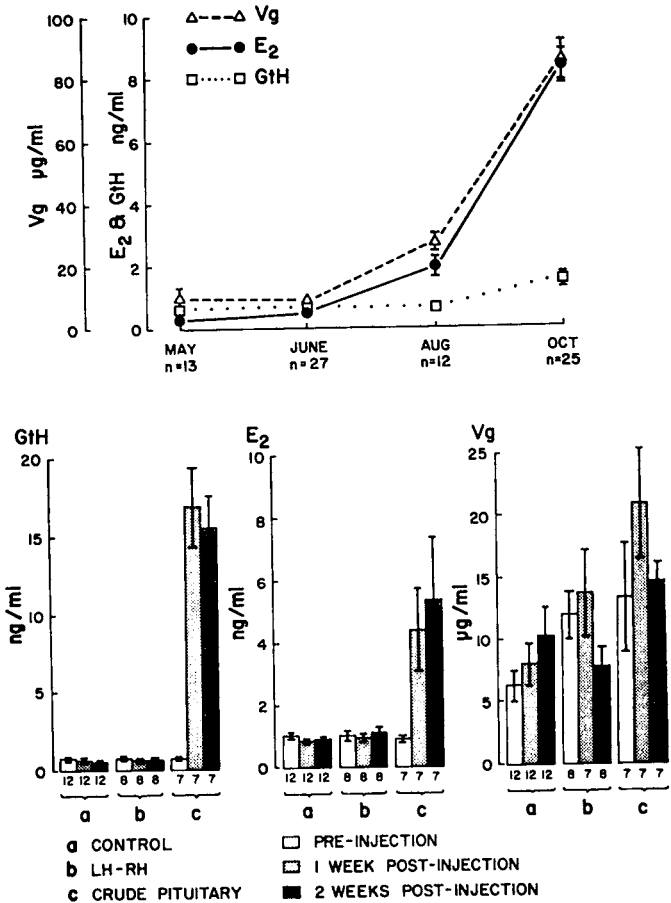 Vg
E2
GtH
100
80
60
40
20
0
Vg µg/ml
10
8
6
4
2
0
E2 & GtH ng/ml
MAY JUNE AUG OCT
n=13 n=27 n=12 n=25
GtH
20
15
10
5
0
ng/ml
12 12 12 8 8 8 7 7 7
a b c
E2
10
8
6
4
2
0
ng/ml
12 12 12 8 8 8 7 7 7
a b c
Vg
25
20
15
10
5
0
µg/ml
12 12 12 8 7 8 7 7 7
a b c
a CONTROL
b LH-RH
c CRUDE PITUITARY
PRE-INJECTION
1 WEEK POST-INJECTION
2 WEEKS POST-INJECTION